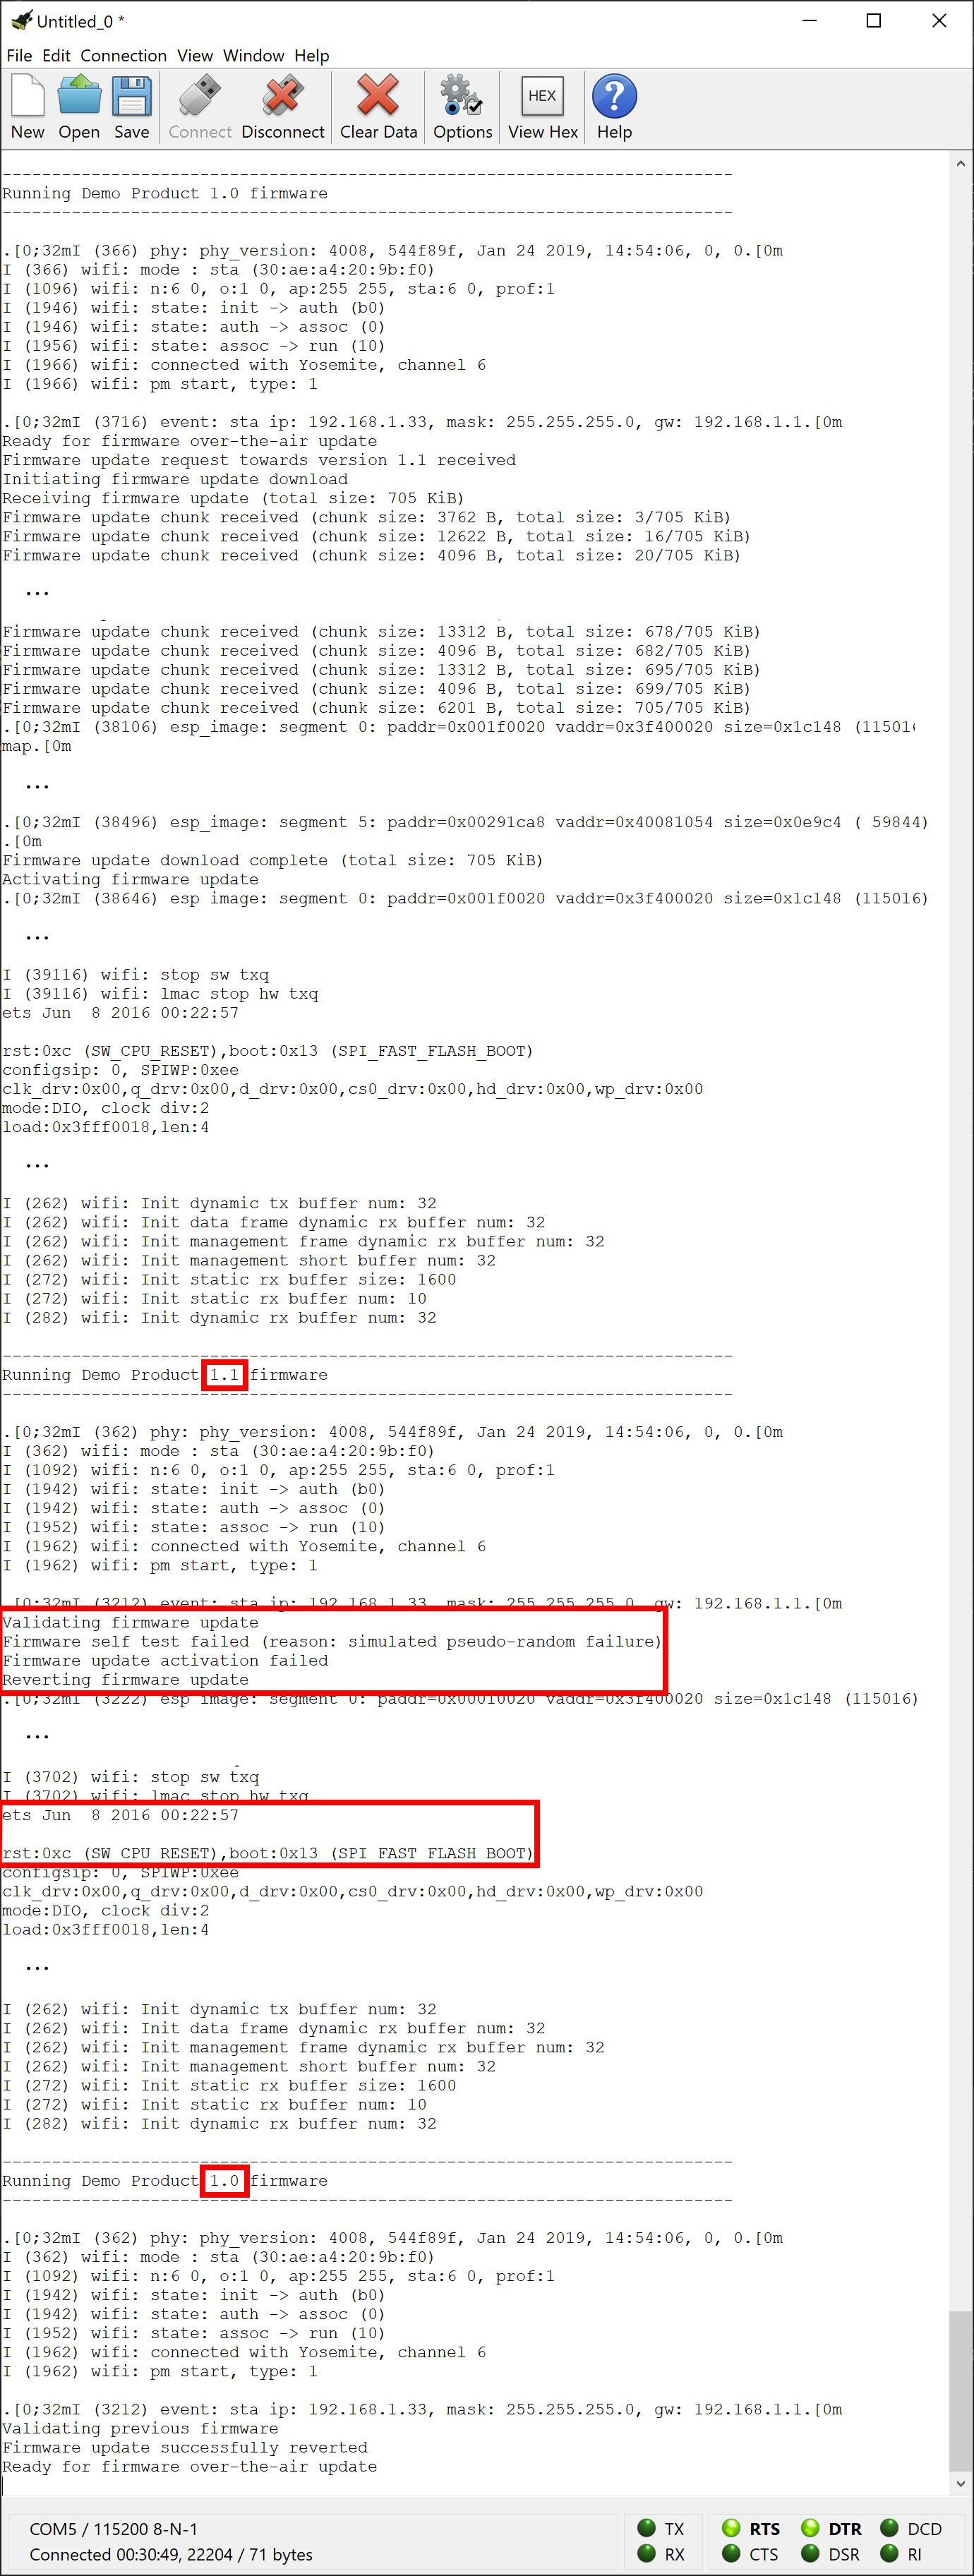 Untitled_0 *
File Edit Connection View Window Help
New Open Save Connect Disconnect Clear Data Options HEX View Hex ? Help
--------------------------------------------------------------------------
Running Demo Product 1.0 firmware
--------------------------------------------------------------------------
.[0;32mI (366) phy: phy_version: 4008, 544f89f, Jan 24 2019, 14:54:06, 0, 0.[0m
I (366) wifi: mode : sta (30:ae:a4:20:9b:f0)
I (1096) wifi: n:6 0, o:1 0, ap:255 255, sta:6 0, prof:1
I (1946) wifi: state: init -> auth (b0)
I (1946) wifi: state: auth -> assoc (0)
I (1956) wifi: state: assoc -> run (10)
I (1966) wifi: connected with Yosemite, channel 6
I (1966) wifi: pm start, type: 1
.[0;32mI (3716) event: sta ip: 192.168.1.33, mask: 255.255.255.0, gw: 192.168.1.1.[0m
Ready for firmware over-the-air update
Firmware update request towards version 1.1 received
Initiating firmware update download
Receiving firmware update (total size: 705 KiB)
Firmware update chunk received (chunk size: 3762 B, total size: 3/705 KiB)
Firmware update chunk received (chunk size: 12622 B, total size: 16/705 KiB)
Firmware update chunk received (chunk size: 4096 B, total size: 20/705 KiB)
...
Firmware update chunk received (chunk size: 13312 B, total size: 678/705 KiB)
Firmware update chunk received (chunk size: 4096 B, total size: 682/705 KiB)
Firmware update chunk received (chunk size: 13312 B, total size: 695/705 KiB)
Firmware update chunk received (chunk size: 4096 B, total size: 699/705 KiB)
Firmware update chunk received (chunk size: 6201 B, total size: 705/705 KiB)
.[0;32mI (38106) esp_image: segment 0: paddr=0x001f0020 vaddr=0x3f400020 size=0x1c148 (115016
map.[0m
...
.[0;32mI (38496) esp_image: segment 5: paddr=0x00291ca8 vaddr=0x40081054 size=0x0e9c4 ( 59844)
.[0m
Firmware update download complete (total size: 705 KiB)
Activating firmware update
.[0;32mI (38646) esp image: segment 0: paddr=0x001f0020 vaddr=0x3f400020 size=0x1c148 (115016)
...
I (39116) wifi: stop sw txq
I (39116) wifi: lmac stop hw txq
ets Jun  8 2016 00:22:57
rst:0xc (SW_CPU_RESET),boot:0x13 (SPI_FAST_FLASH_BOOT)
configsip: 0, SPIWP:0xee
clk_drv:0x00,q_drv:0x00,d_drv:0x00,cs0_drv:0x00,hd_drv:0x00,wp_drv:0x00
mode:DIO, clock div:2
load:0x3fff0018,len:4
...
I (262) wifi: Init dynamic tx buffer num: 32
I (262) wifi: Init data frame dynamic rx buffer num: 32
I (262) wifi: Init management frame dynamic rx buffer num: 32
I (262) wifi: Init management short buffer num: 32
I (272) wifi: Init static rx buffer size: 1600
I (272) wifi: Init static rx buffer num: 10
I (282) wifi: Init dynamic rx buffer num: 32
--------------------------------------------------------------------------
Running Demo Product 1.1 firmware
--------------------------------------------------------------------------
.[0;32mI (362) phy: phy_version: 4008, 544f89f, Jan 24 2019, 14:54:06, 0, 0.[0m
I (362) wifi: mode : sta (30:ae:a4:20:9b:f0)
I (1092) wifi: n:6 0, o:1 0, ap:255 255, sta:6 0, prof:1
I (1942) wifi: state: init -> auth (b0)
I (1942) wifi: state: auth -> assoc (0)
I (1952) wifi: state: assoc -> run (10)
I (1962) wifi: connected with Yosemite, channel 6
I (1962) wifi: pm start, type: 1
.[0;32mI (3212) event: sta ip: 192.168.1.33, mask: 255.255.255.0, gw: 192.168.1.1.[0m
Validating firmware update
Firmware self test failed (reason: simulated pseudo-random failure)
Firmware update activation failed
Reverting firmware update
.[0;32mI (3222) esp image: segment 0: paddr=0x00010020 vaddr=0x3f400020 size=0x1c148 (115016)
...
I (3702) wifi: stop sw txq
I (3702) wifi: lmac stop hw txq
ets Jun  8 2016 00:22:57
rst:0xc (SW CPU RESET),boot:0x13 (SPI FAST FLASH BOOT)
configsip: 0, SPIWP:0xee
clk_drv:0x00,q_drv:0x00,d_drv:0x00,cs0_drv:0x00,hd_drv:0x00,wp_drv:0x00
mode:DIO, clock div:2
load:0x3fff0018,len:4
...
I (262) wifi: Init dynamic tx buffer num: 32
I (262) wifi: Init data frame dynamic rx buffer num: 32
I (262) wifi: Init management frame dynamic rx buffer num: 32
I (262) wifi: Init management short buffer num: 32
I (272) wifi: Init static rx buffer size: 1600
I (272) wifi: Init static rx buffer num: 10
I (282) wifi: Init dynamic rx buffer num: 32
--------------------------------------------------------------------------
Running Demo Product 1.0 firmware
--------------------------------------------------------------------------
.[0;32mI (362) phy: phy_version: 4008, 544f89f, Jan 24 2019, 14:54:06, 0, 0.[0m
I (362) wifi: mode : sta (30:ae:a4:20:9b:f0)
I (1092) wifi: n:6 0, o:1 0, ap:255 255, sta:6 0, prof:1
I (1942) wifi: state: init -> auth (b0)
I (1942) wifi: state: auth -> assoc (0)
I (1952) wifi: state: assoc -> run (10)
I (1962) wifi: connected with Yosemite, channel 6
I (1962) wifi: pm start, type: 1
.[0;32mI (3212) event: sta ip: 192.168.1.33, mask: 255.255.255.0, gw: 192.168.1.1.[0m
Validating previous firmware
Firmware update successfully reverted
Ready for firmware over-the-air update
COM5 / 115200 8-N-1 TX RTS DTR DCD
Connected 00:30:49, 22204 / 71 bytes RX CTS DSR RI